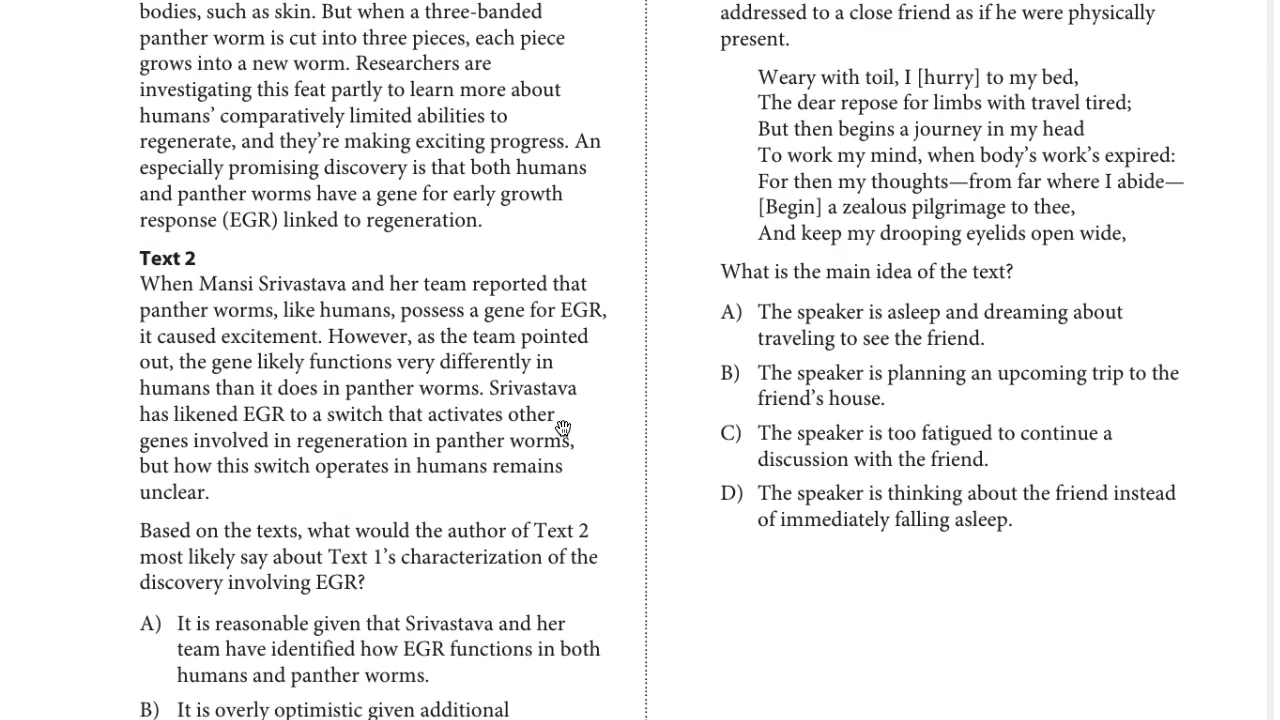 bodies, such as skin. But when a three-banded
panther worm is cut into three pieces, each piece
grows into a new worm. Researchers are
investigating this feat partly to learn more about
humans’ comparatively limited abilities to
regenerate, and they’re making exciting progress. An
especially promising discovery is that both humans
and panther worms have a gene for early growth
response (EGR) linked to regeneration.
Text 2
When Mansi Srivastava and her team reported that
panther worms, like humans, possess a gene for EGR,
it caused excitement. However, as the team pointed
out, the gene likely functions very differently in
humans than it does in panther worms. Srivastava
has likened EGR to a switch that activates other
genes involved in regeneration in panther worms,
but how this switch operates in humans remains
unclear.
Based on the texts, what would the author of Text 2
most likely say about Text 1’s characterization of the
discovery involving EGR?
A) It is reasonable given that Srivastava and her
team have identified how EGR functions in both
humans and panther worms.
B) It is overly optimistic given additional
addressed to a close friend as if he were physically
present.
Weary with toil, I [hurry] to my bed,
The dear repose for limbs with travel tired;
But then begins a journey in my head
To work my mind, when body’s work’s expired:
For then my thoughts—from far where I abide—
[Begin] a zealous pilgrimage to thee,
And keep my drooping eyelids open wide,
What is the main idea of the text?
A) The speaker is asleep and dreaming about
traveling to see the friend.
B) The speaker is planning an upcoming trip to the
friend’s house.
C) The speaker is too fatigued to continue a
discussion with the friend.
D) The speaker is thinking about the friend instead
of immediately falling asleep.